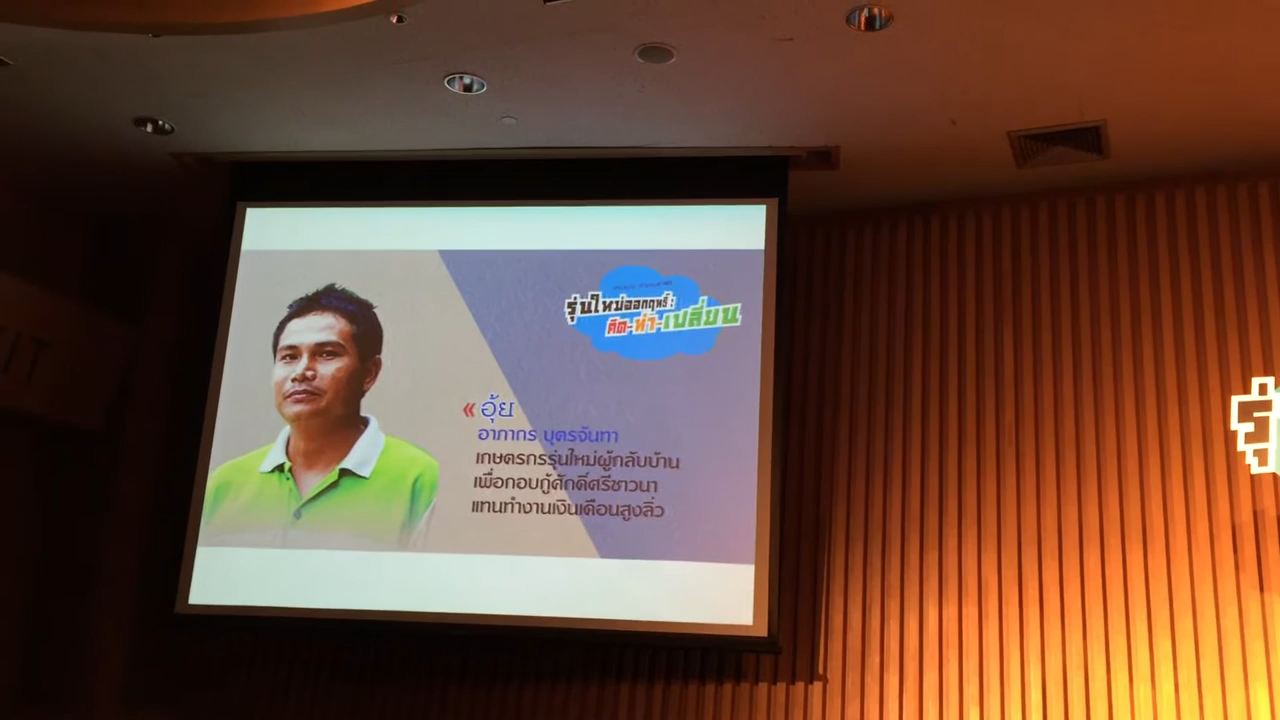 รุ่นใหม่ออกฤทธิ์:
คิด-ทำ-เปลี่ยน
« อุ้ย
อาภากร บุตรจันทา
เกษตรกรรุ่นใหม่ผู้กลับบ้าน
เพื่อกอบกู้ศักดิ์ศรีชาวนา
แทนทำงานเงินเดือนสูงลิ่ว